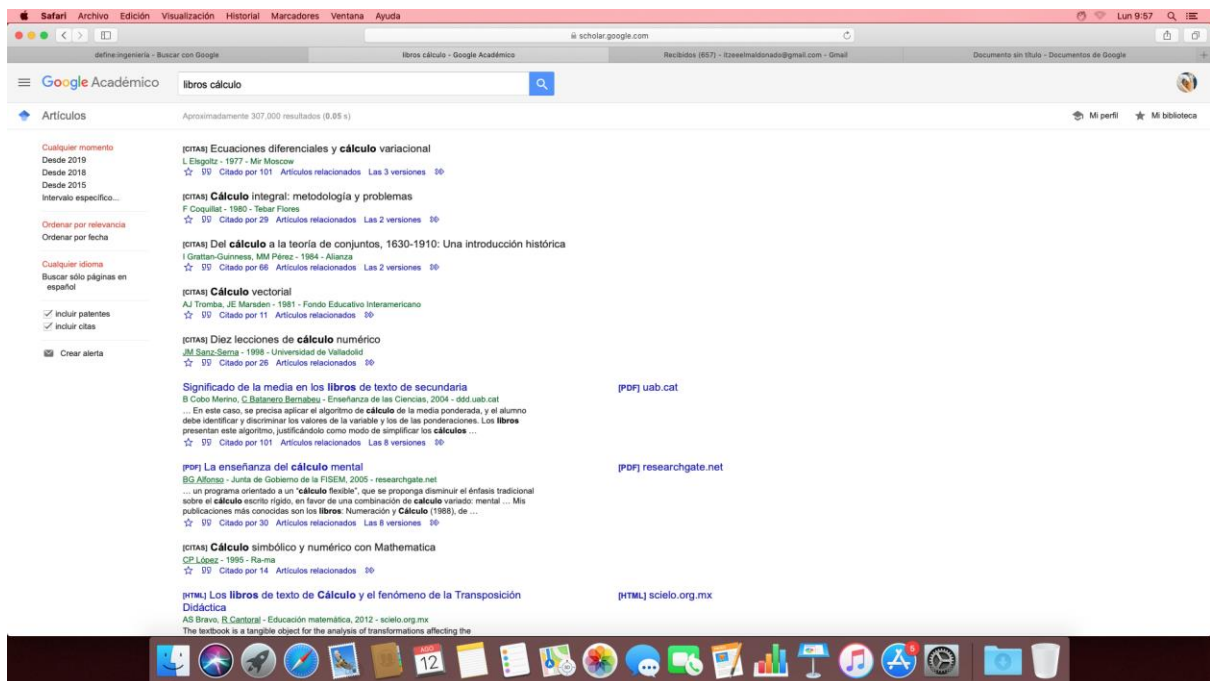 Safari Archivo Edición Visualización Historial Marcadores Ventana Ayuda Lun 9:57
scholar.google.com
define:ingeniería - Buscar con Google libros cálculo - Google Académico Recibidos (657) - itzeeelmaldonado@gmail.com - Gmail Documento sin título - Documentos de Google
Google Académico libros cálculo
Artículos Aproximadamente 307,000 resultados (0.05 s) Mi perfil Mi biblioteca
Cualquier momento
Desde 2019
Desde 2018
Desde 2015
Intervalo específico...
Ordenar por relevancia
Ordenar por fecha
Cualquier idioma
Buscar sólo páginas en
español
incluir patentes
incluir citas
Crear alerta
[CITAS] Ecuaciones diferenciales y cálculo variacional
L Elsgoltz - 1977 - Mir Moscow
Citado por 101 Artículos relacionados Las 3 versiones
[CITAS] Cálculo integral: metodología y problemas
F Coquillat - 1980 - Tebar Flores
Citado por 29 Artículos relacionados Las 2 versiones
[CITAS] Del cálculo a la teoría de conjuntos, 1630-1910: Una introducción histórica
I Grattan-Guinness, MM Pérez - 1984 - Alianza
Citado por 66 Artículos relacionados Las 2 versiones
[CITAS] Cálculo vectorial
AJ Tromba, JE Marsden - 1981 - Fondo Educativo Interamericano
Citado por 11 Artículos relacionados
[CITAS] Diez lecciones de cálculo numérico
JM Sanz-Serna - 1998 - Universidad de Valladolid
Citado por 26 Artículos relacionados
Significado de la media en los libros de texto de secundaria [PDF] uab.cat
B Cobo Merino, C Batanero Bernabeu - Enseñanza de las Ciencias, 2004 - ddd.uab.cat
... En este caso, se precisa aplicar el algoritmo de cálculo de la media ponderada, y el alumno
debe identificar y discriminar los valores de la variable y los de las ponderaciones. Los libros
presentan este algoritmo, justificándolo como modo de simplificar los cálculos ...
Citado por 101 Artículos relacionados Las 8 versiones
[PDF] La enseñanza del cálculo mental [PDF] researchgate.net
BG Alfonso - Junta de Gobierno de la FISEM, 2005 - researchgate.net
... un programa orientado a un "cálculo flexible", que se proponga disminuir el énfasis tradicional
sobre el cálculo escrito rígido, en favor de una combinación de calculo variado: mental ... Mis
publicaciones más conocidas son los libros: Numeración y Cálculo (1988), de ...
Citado por 30 Artículos relacionados Las 8 versiones
[CITAS] Cálculo simbólico y numérico con Mathematica
CP López - 1995 - Ra-ma
Citado por 14 Artículos relacionados
[HTML] Los libros de texto de Cálculo y el fenómeno de la Transposición [HTML] scielo.org.mx
Didáctica
AS Bravo, R Cantoral - Educación matemática, 2012 - scielo.org.mx
The textbook is a tangible object for the analysis of transformations affecting the
AGO
12
5